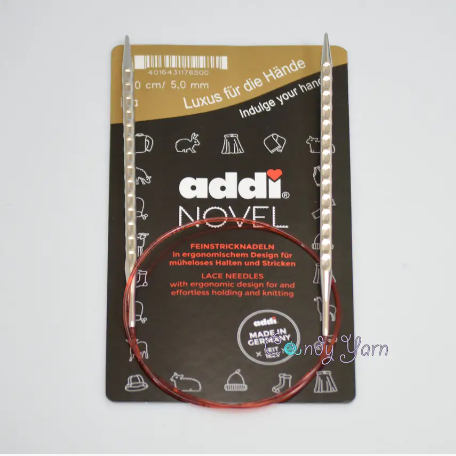 4016431176500
0 cm/ 5,0 mm
Luxus für die Hände
Indulge your hand
addi®
NOVEL
FEINSTRICKNADELN
in ergonomischem Design für
müheloses Halten und Stricken
LACE NEEDLES
with ergonomic design for and
effortless holding and knitting
addi
MADE IN
GERMANY
Yarn